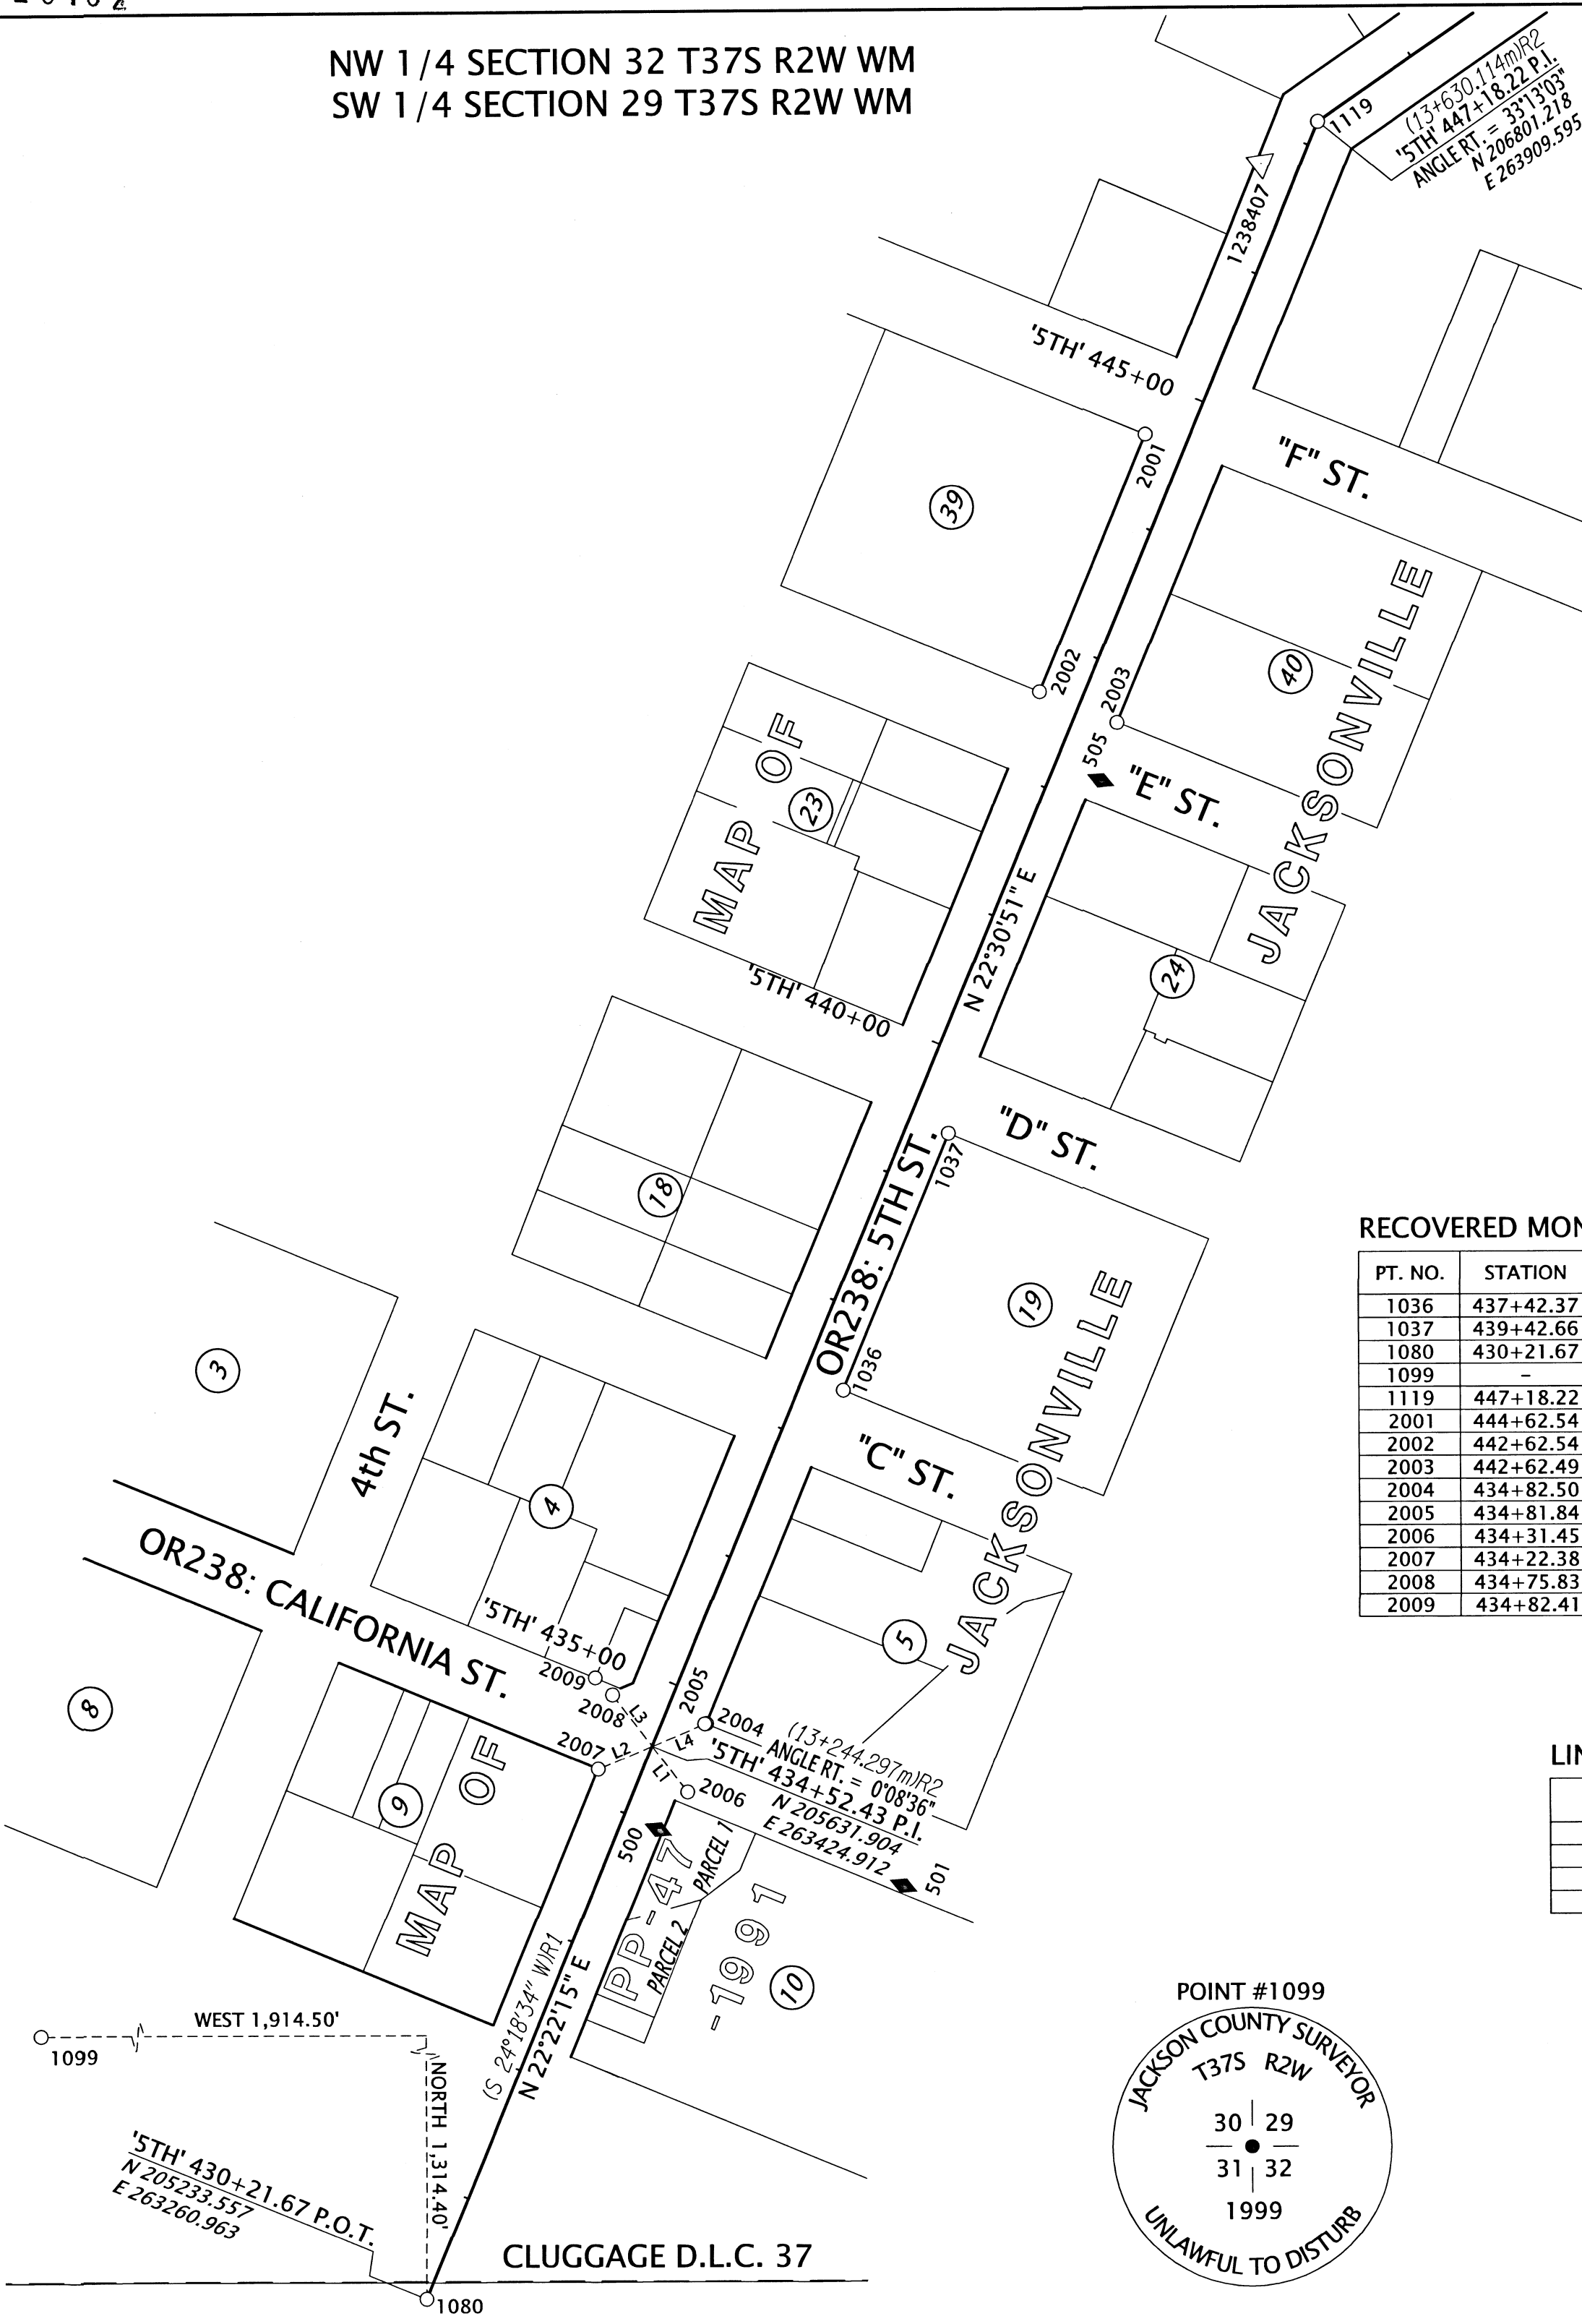 NW 1/4 SECTION 32 T37S R2W WM
SW 1/4 SECTION 29 T37S R2W WM
1119
(13+630.114m)R2
'5TH' 447+18.22 P.I.
ANGLE RT. = 33°13'03"
N 206801.218
E 263909.595
1238407
'5TH' 445+00
2001
"F" ST.
39
2002
2003
40
505
"E" ST.
MAP OF
JACKSONVILLE
23
N 22°30'51" E
24
'5TH' 440+00
"D" ST.
1037
18
OR238: 5TH ST.
19
1036
RECOVERED MON
PT. NO. STATION
1036 437+42.37
1037 439+42.66
1080 430+21.67
1099 –
1119 447+18.22
2001 444+62.54
2002 442+62.54
2003 442+62.49
2004 434+82.50
2005 434+81.84
2006 434+31.45
2007 434+22.38
2008 434+75.83
2009 434+82.41
3
4th ST.
"C" ST.
4
JACKSONVILLE
OR238: CALIFORNIA ST.
'5TH' 435+00
5
2009
2008
L3
2005
2004
8
2007
L2
L4
L1
2006
(13+244.297m)R2
ANGLE RT. = 0°08'36"
'5TH' 434+52.43 P.I.
N 205631.904
E 263424.912
LIN
9
MAP OF
500
501
PP-47
-1991
PARCEL 1
PARCEL 2
10
(S 24°18'34" W)R1
N 22°22'15" E
WEST 1,914.50'
1099
NORTH 1,314.40'
'5TH' 430+21.67 P.O.T.
N 205233.557
E 263260.963
CLUGGAGE D.L.C. 37
1080
POINT #1099
JACKSON COUNTY SURVEYOR
T37S R2W
30 29
31 32
1999
UNLAWFUL TO DISTURB